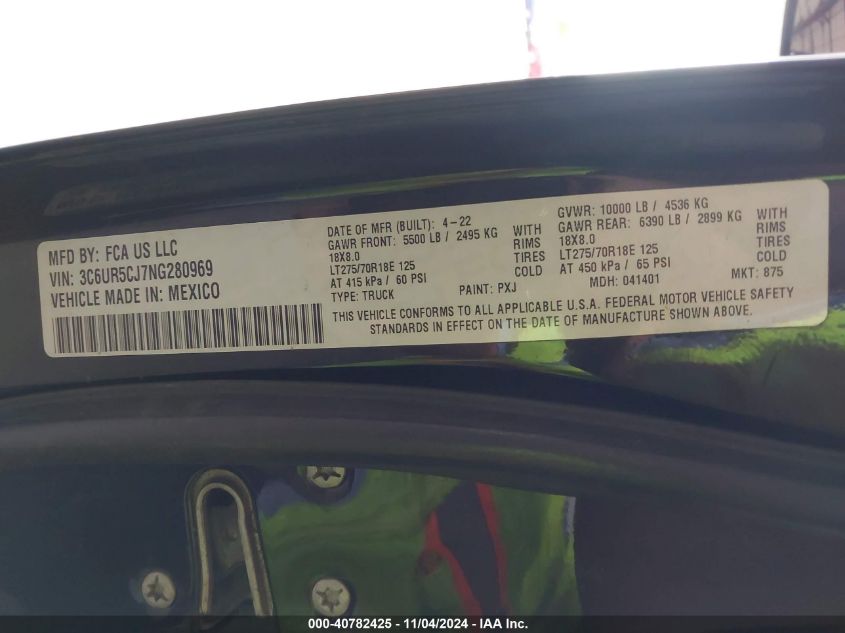 MFD BY: FCA US LLC
VIN: 3C6UR5CJ7NG280969
VEHICLE MADE IN: MEXICO
DATE OF MFR (BUILT): 4-22
GAWR FRONT: 5500 LB / 2495 KG WITH
18X8.0 RIMS
LT275/70R18E 125 TIRES
AT 415 kPa / 60 PSI COLD
TYPE: TRUCK PAINT: PXJ
GVWR: 10000 LB / 4536 KG
GAWR REAR: 6390 LB / 2899 KG WITH
18X8.0 RIMS
LT275/70R18E 125 TIRES
AT 450 kPa / 65 PSI COLD
MDH: 041401 MKT: 875
THIS VEHICLE CONFORMS TO ALL APPLICABLE U.S.A. FEDERAL MOTOR VEHICLE SAFETY
STANDARDS IN EFFECT ON THE DATE OF MANUFACTURE SHOWN ABOVE.
000-40782425 - 11/04/2024 - IAA Inc.